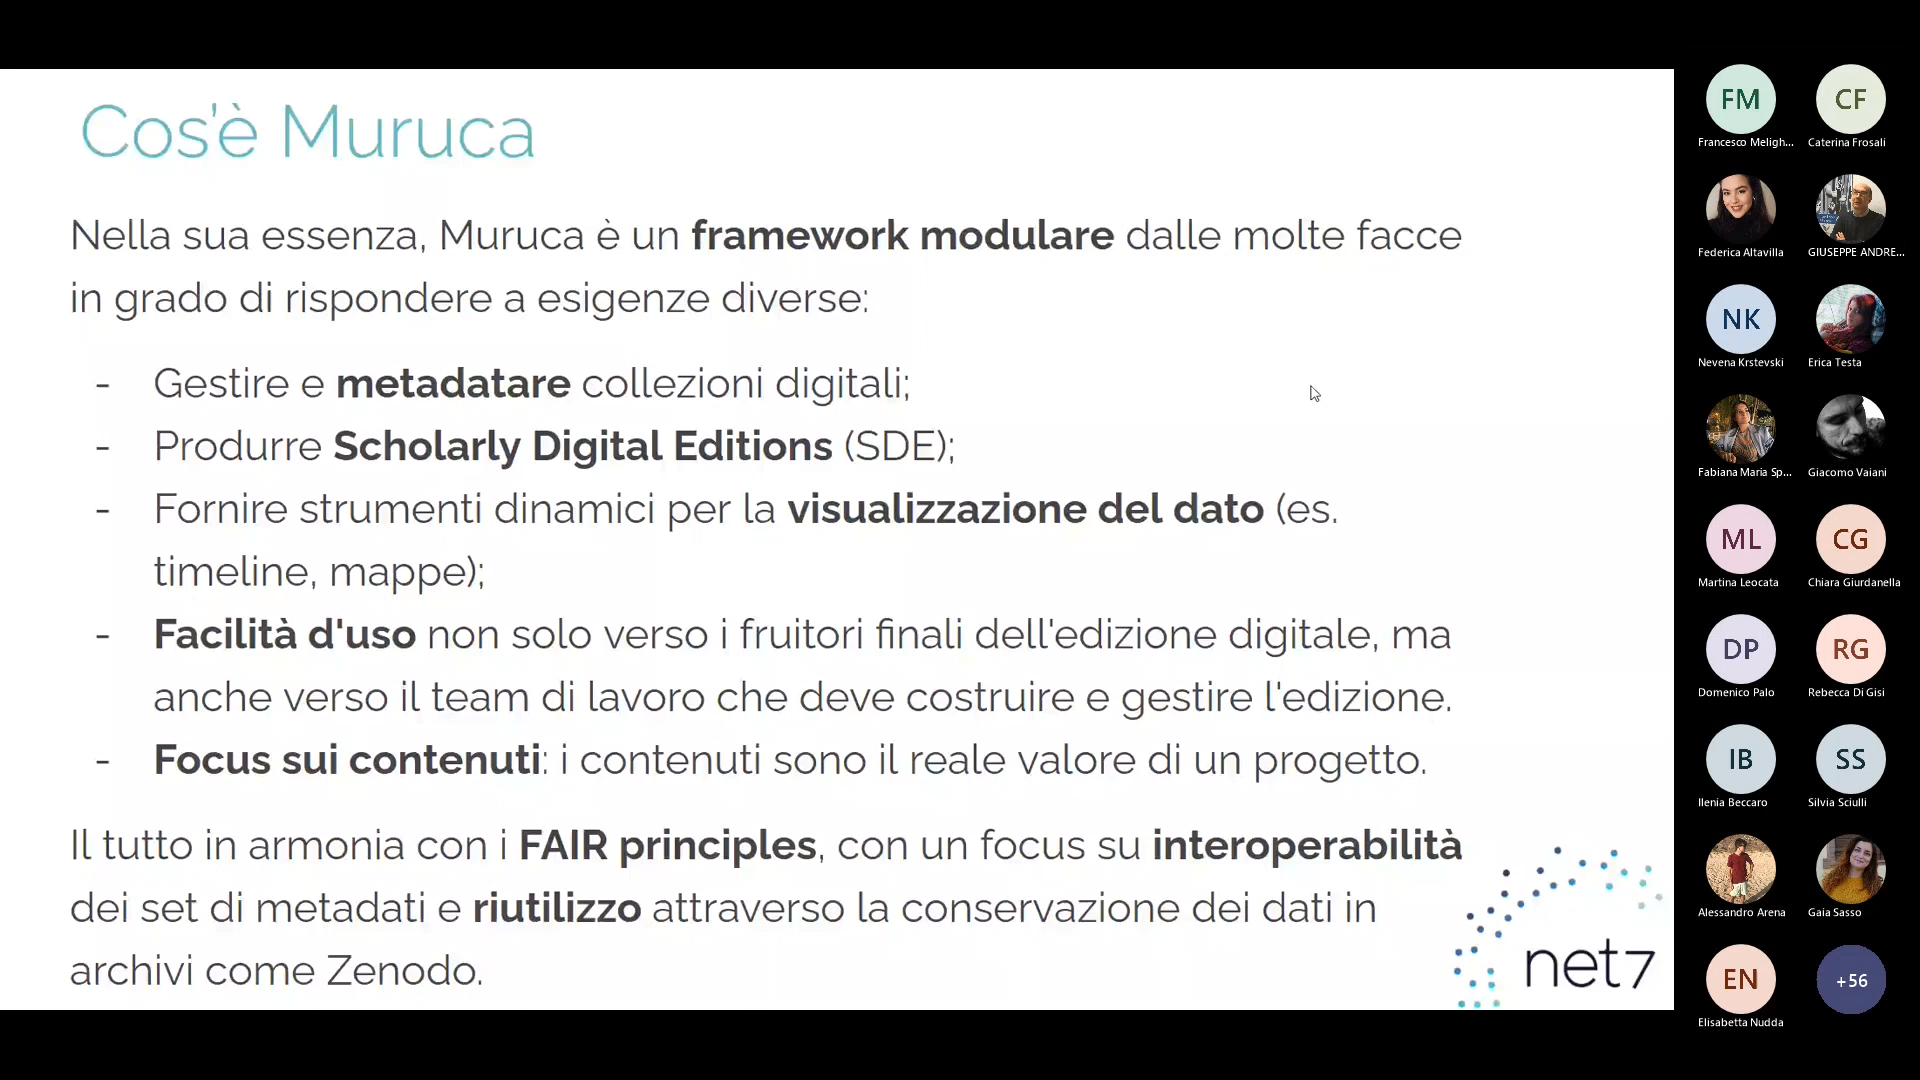 Cos'è Muruca
Nella sua essenza, Muruca è un framework modulare dalle molte facce
in grado di rispondere a esigenze diverse:
- Gestire e metadatare collezioni digitali;
- Produrre Scholarly Digital Editions (SDE);
- Fornire strumenti dinamici per la visualizzazione del dato (es.
timeline, mappe);
- Facilità d'uso non solo verso i fruitori finali dell'edizione digitale, ma
anche verso il team di lavoro che deve costruire e gestire l'edizione.
- Focus sui contenuti: i contenuti sono il reale valore di un progetto.
Il tutto in armonia con i FAIR principles, con un focus su interoperabilità
dei set di metadati e riutilizzo attraverso la conservazione dei dati in
archivi come Zenodo.
net7
FM CF
Francesco Meligh... Caterina Frosali
Federica Altavilla GIUSEPPE ANDRE...
NK
Nevena Krstevski Erica Testa
Fabiana Maria Sp... Giacomo Vaiani
ML CG
Martina Leocata Chiara Giurdanella
DP RG
Domenico Palo Rebecca Di Gisi
IB SS
Ilenia Beccaro Silvia Sciulli
Alessandro Arena Gaia Sasso
EN +56
Elisabetta Nudda